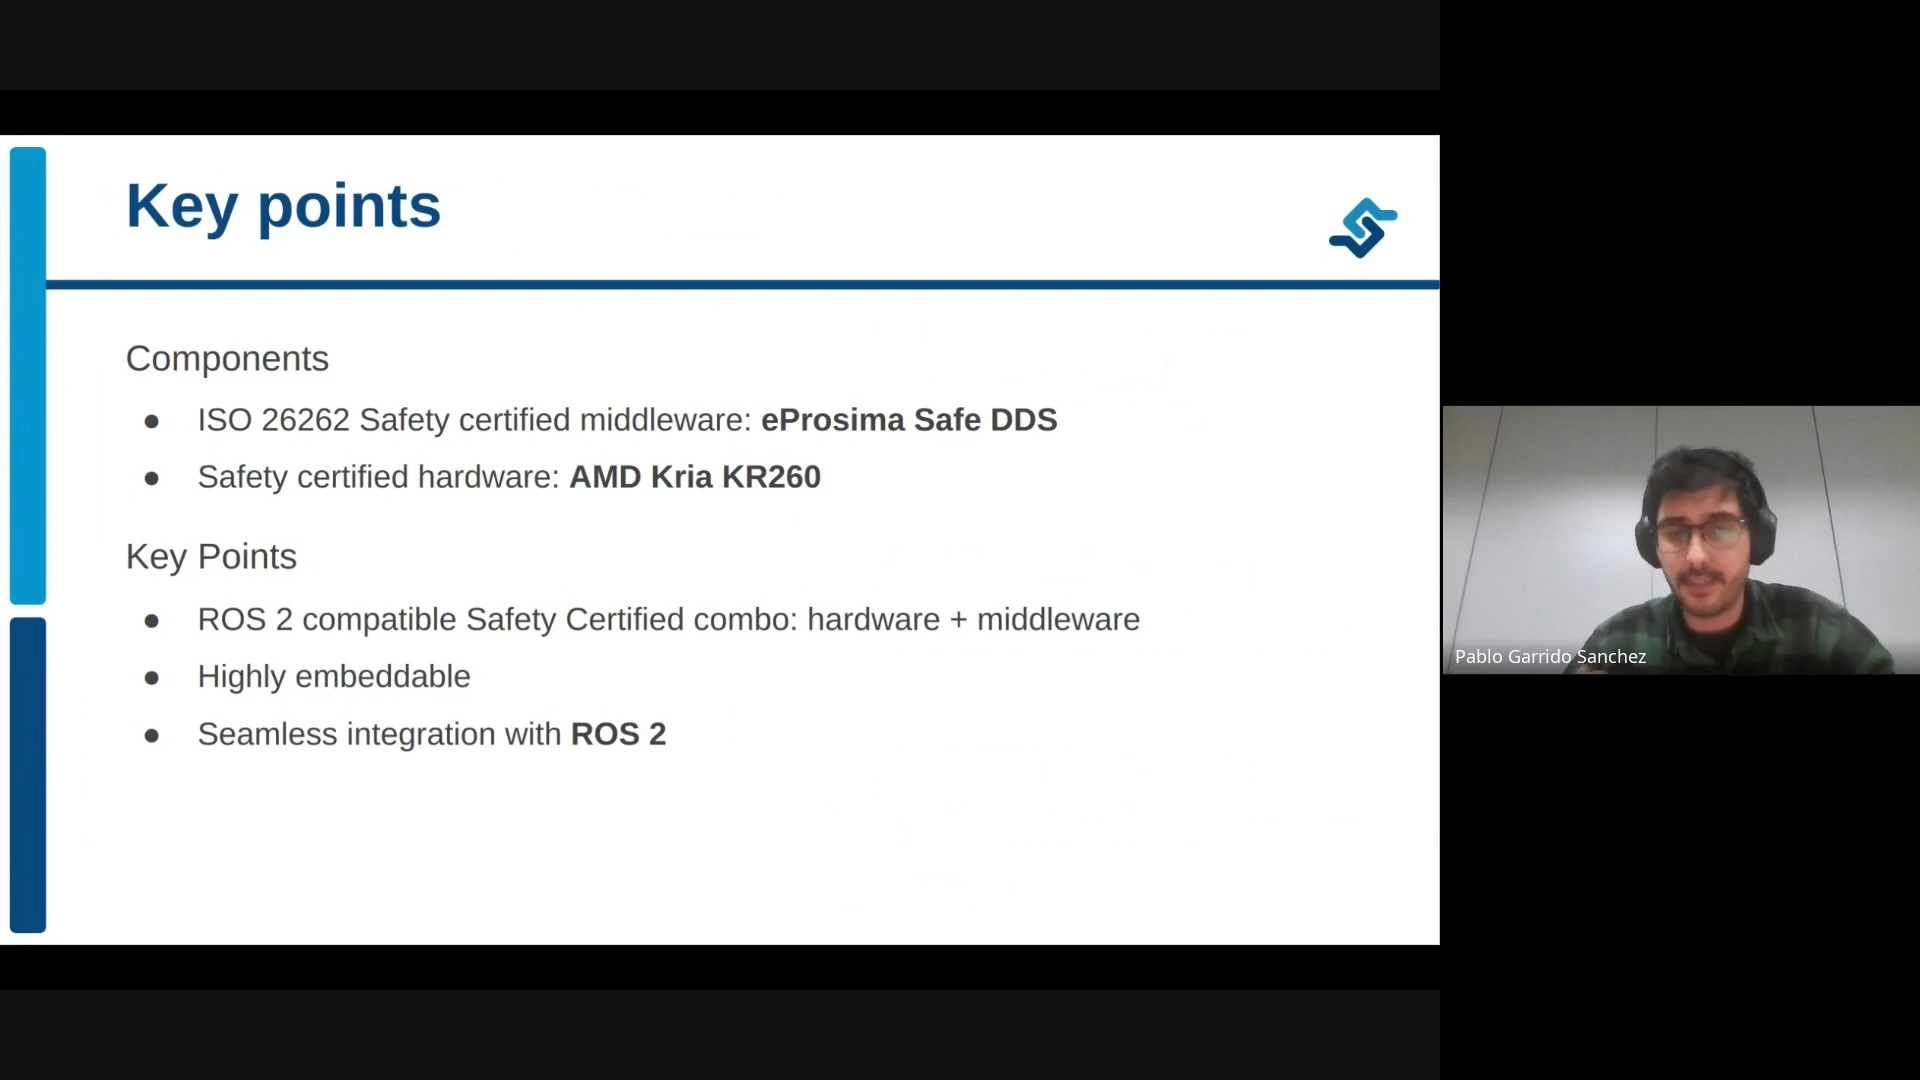 Key points
Components
● ISO 26262 Safety certified middleware: eProsima Safe DDS
● Safety certified hardware: AMD Kria KR260
Key Points
● ROS 2 compatible Safety Certified combo: hardware + middleware
● Highly embeddable
● Seamless integration with ROS 2
Pablo Garrido Sanchez